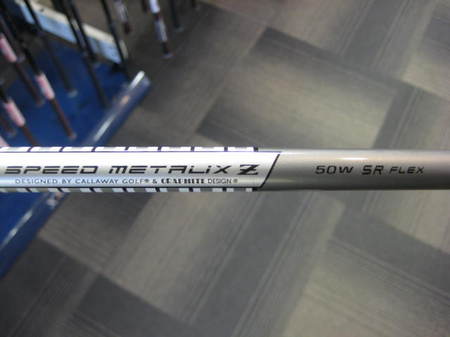 SPEED METALIX Z 50W SR FLEX
DESIGNED BY CALLAWAY GOLF® & GRAPHITE DESIGN®